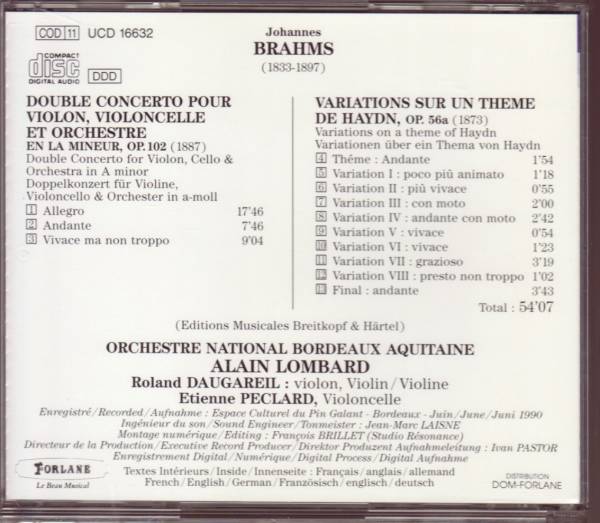 COD 11 UCD 16632
COMPACT
disc
DIGITAL AUDIO
DDD
Johannes
BRAHMS
(1833-1897)
DOUBLE CONCERTO POUR
VIOLON, VIOLONCELLE
ET ORCHESTRE
EN LA MINEUR, OP. 102 (1887)
Double Concerto for Violin, Cello &
Orchestra in A minor
Doppelkonzert für Violine,
Violoncello & Orchester in a-moll
1 Allegro 17'46
2 Andante 7'46
3 Vivace ma non troppo 9'04
VARIATIONS SUR UN THEME
DE HAYDN, OP. 56a (1873)
Variations on a theme of Haydn
Variationen über ein Thema von Haydn
4 Thême : Andante 1'54
5 Variation I : poco più animato 1'18
6 Variation II : più vivace 0'55
7 Variation III : con moto 2'00
8 Variation IV : andante con moto 2'42
9 Variation V : vivace 0'54
10 Variation VI : vivace 1'23
11 Variation VII : grazioso 3'19
12 Variation VIII : presto non troppo 1'02
13 Final : andante 3'43
Total : 54'07
(Editions Musicales Breitkopf & Härtel)
ORCHESTRE NATIONAL BORDEAUX AQUITAINE
ALAIN LOMBARD
Roland DAUGAREIL : violon, Violin / Violine
Etienne PECLARD, Violoncelle
Enregistré / Recorded / Aufnahme : Espace Culturel du Pin Galant - Bordeaux - Juin / June / Juni 1990
Ingénieur du son / Sound Engineer / Tonmeister : Jean-Marc LAISNE
Montage numérique / Editing : François BRILLET (Studio Résonance)
Directeur de la Production / Executive Record Producer / Direktor Produzent Aufnahmeleitung : Ivan PASTOR
Enregistrement Digital / Numérique / Digital Process / Digital Aufnahme
FORLANE
Le Beau Musical
Textes Intérieurs / Inside / Innenseite : Français / anglais / allemand
French / English / German / Französisch / englisch / deutsch
DISTRIBUTION
DOM-FORLANE